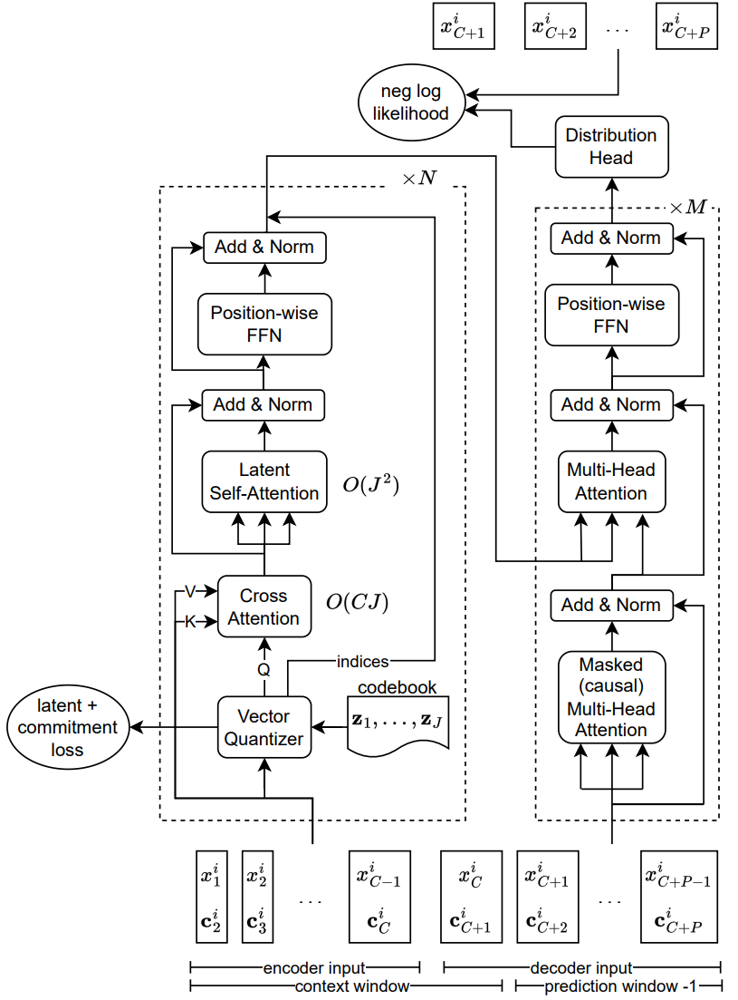 x^i_{C+1} x^i_{C+2} ... x^i_{C+P}
neg log
likelihood
Distribution
Head
×N
×M
Add & Norm
Position-wise
FFN
Add & Norm
Latent
Self-Attention
O(J^2)
V
K
Cross
Attention
O(CJ)
Q
indices
codebook
z_1, ..., z_J
Vector
Quantizer
latent +
commitment
loss
Add & Norm
Position-wise
FFN
Add & Norm
Multi-Head
Attention
Add & Norm
Masked
(causal)
Multi-Head
Attention
x^i_1 x^i_2 ... x^i_{C-1} x^i_C x^i_{C+1} ... x^i_{C+P-1}
c^i_2 c^i_3 c^i_C c^i_{C+1} c^i_{C+2} c^i_{C+P}
encoder input decoder input
context window prediction window -1